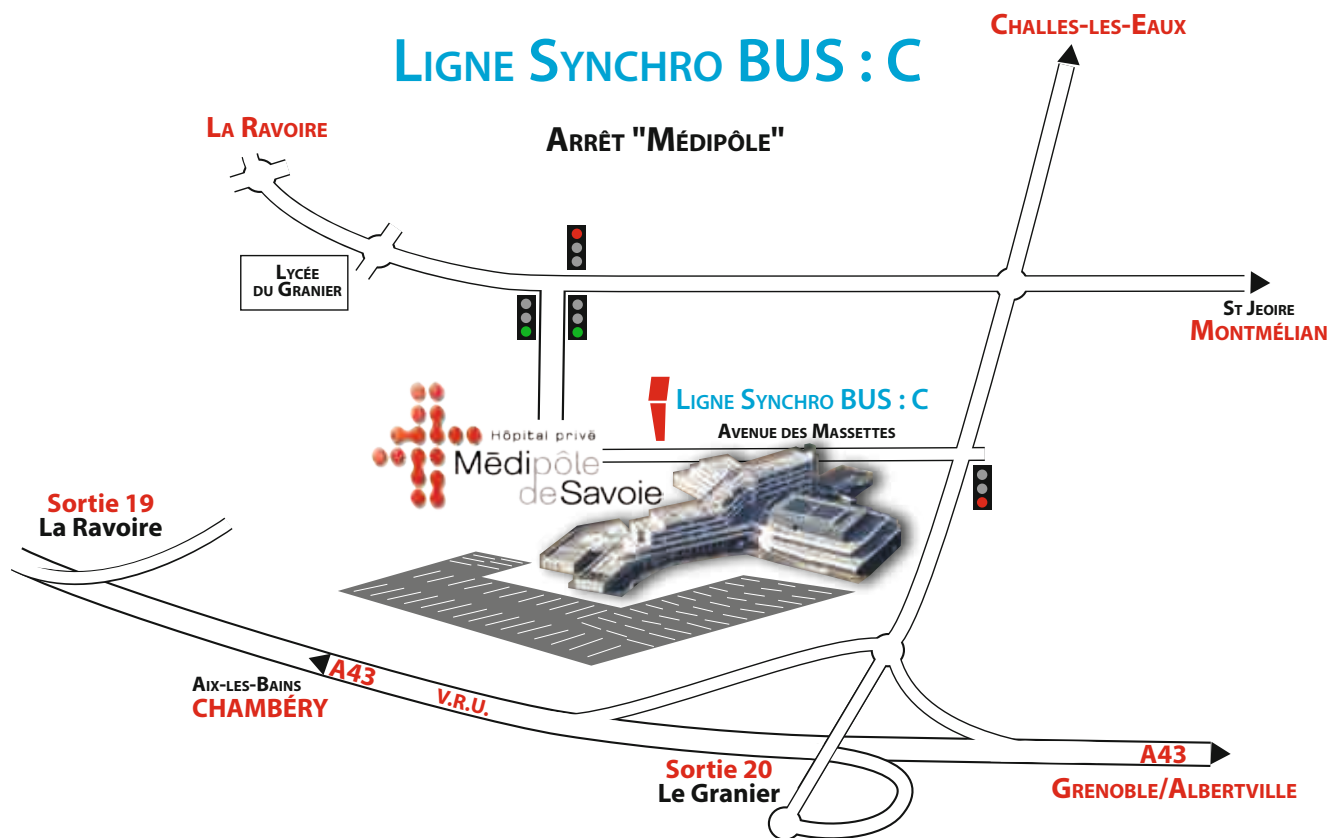 CHALLES-LES-EAUX
LIGNE SYNCHRO BUS : C
LA RAVOIRE
ARRÊT "MÉDIPÔLE"
LYCÉE
DU GRANIER
ST JEOIRE
MONTMÉLIAN
LIGNE SYNCHRO BUS : C
AVENUE DES MASSETTES
Hôpital privé
Médipôle
de Savoie
Sortie 19
La Ravoire
A43
V.R.U.
AIX-LES-BAINS
CHAMBÉRY
Sortie 20
Le Granier
A43
GRENOBLE/ALBERTVILLE